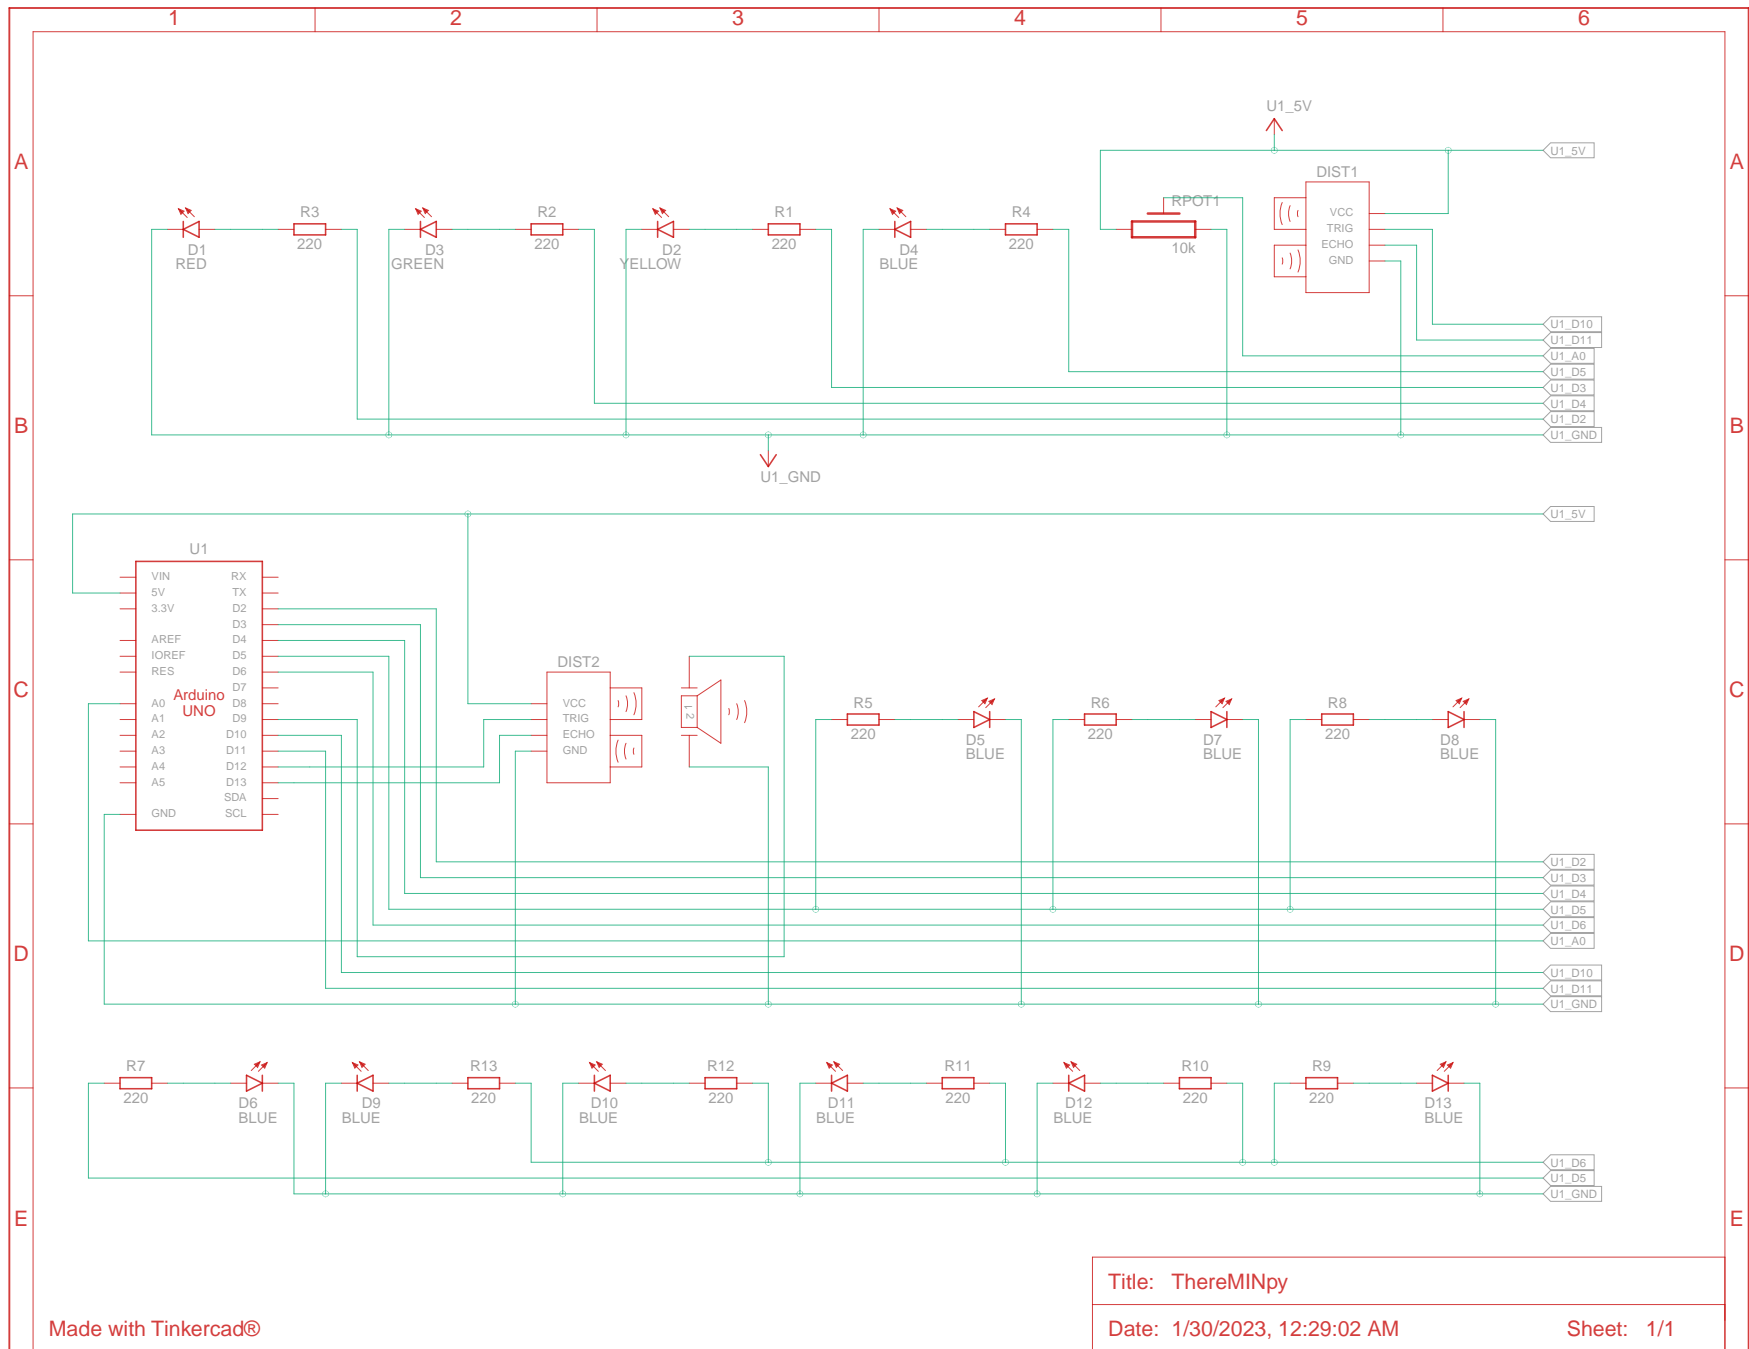 1 2 3 4 5 6
U1_5V
A A
U1_5V
DIST1
R3 R2 R1 R4 RPOT1
VCC
TRIG
ECHO
GND
220 220 220 220 10k
D1 D3 D2 D4
RED GREEN YELLOW BLUE
U1_D10
U1_D11
U1_A0
U1_D5
U1_D3
U1_D4
U1_D2
U1_GND
B B
U1_GND
U1_5V
U1
VIN RX
5V TX
3.3V D2
D3
AREF D4
IOREF D5
RES D6
D7
A0 D8
A1 D9
A2 D10
A3 D11
A4 D12
A5 D13
SDA
GND SCL
Arduino
UNO
C C
DIST2
VCC
TRIG
ECHO
GND
1 2
R5 R6 R8
220 220 220
D5 D7 D8
BLUE BLUE BLUE
U1_D2
U1_D3
U1_D4
U1_D5
U1_D6
U1_A0
U1_D10
U1_D11
U1_GND
D D
R7 R13 R12 R11 R10 R9
220 220 220 220 220 220
D6 D9 D10 D11 D12 D13
BLUE BLUE BLUE BLUE BLUE BLUE
U1_D6
U1_D5
U1_GND
E E
Title: ThereMINpy
Made with Tinkercad®
Date: 1/30/2023, 12:29:02 AM Sheet: 1/1